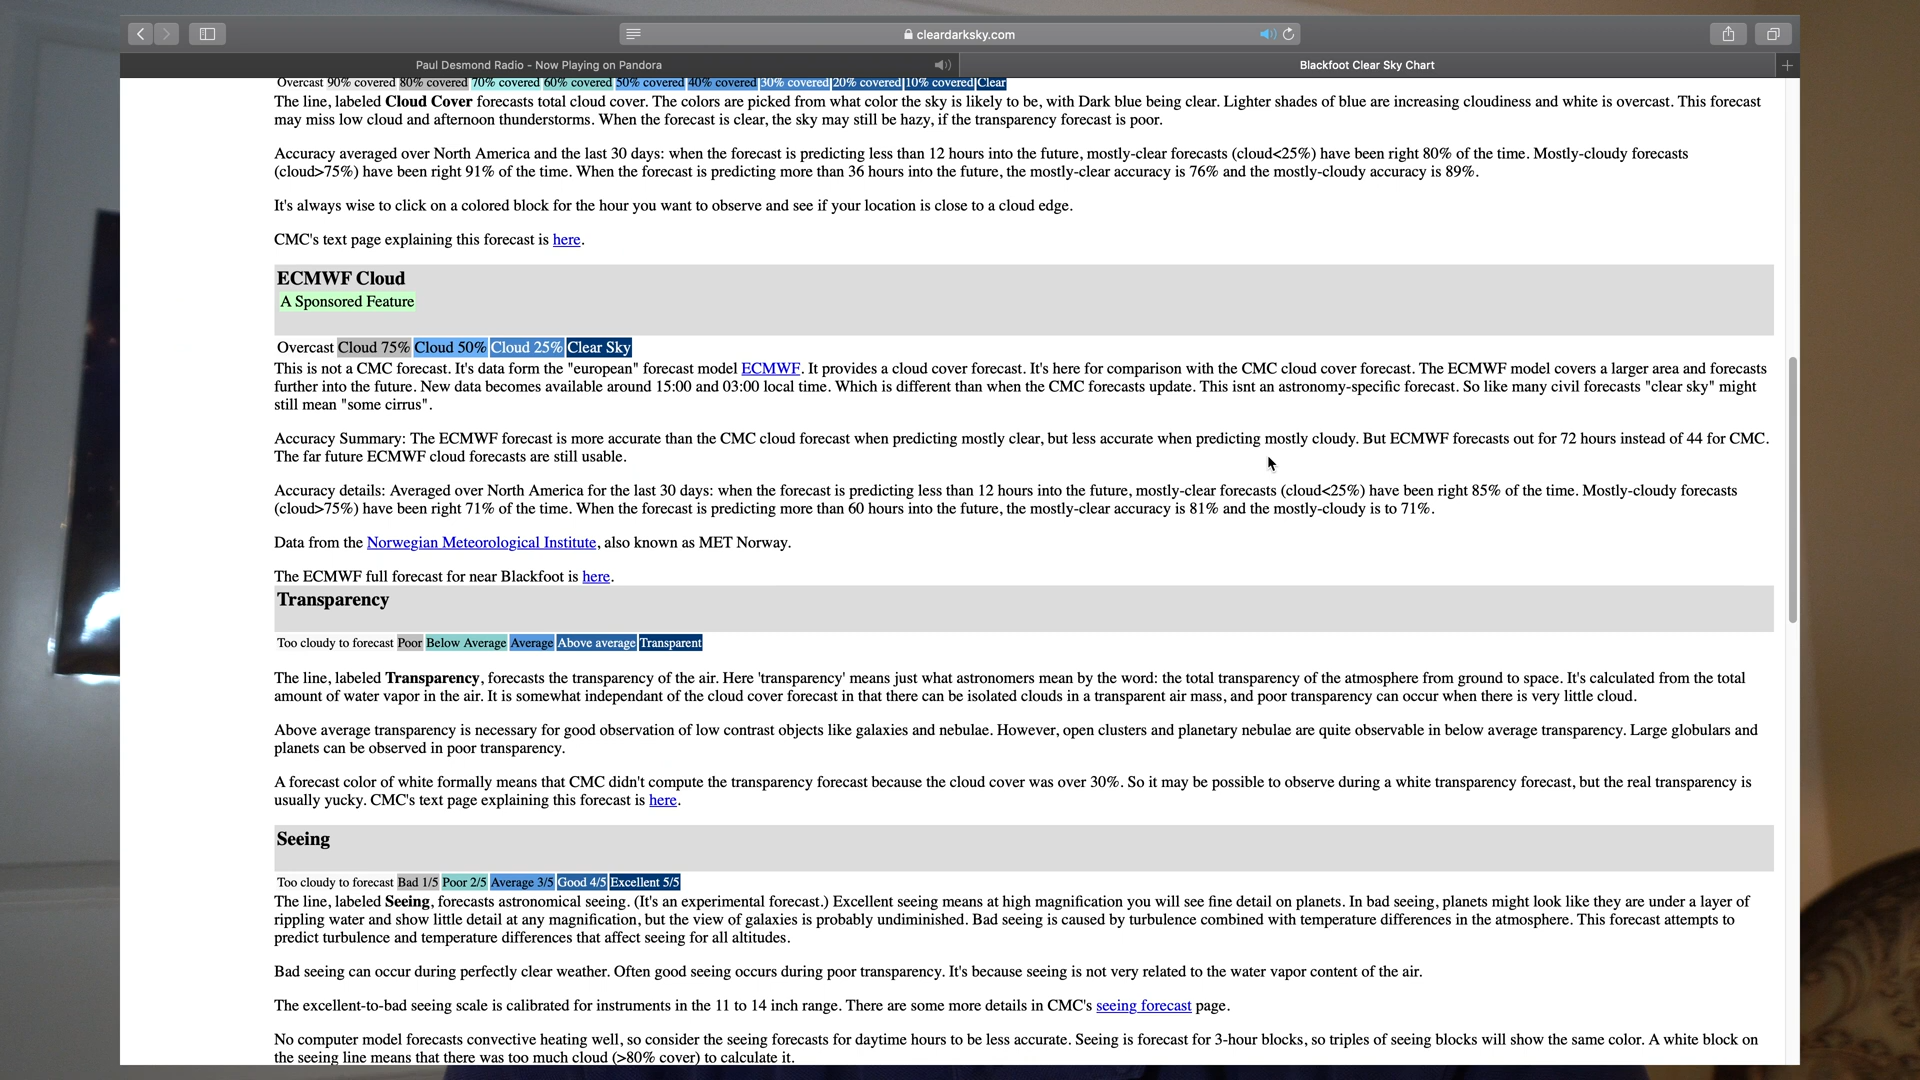 cleardarksky.com
Paul Desmond Radio - Now Playing on Pandora
Blackfoot Clear Sky Chart
Overcast 90% covered 80% covered 70% covered 60% covered 50% covered 40% covered 30% covered 20% covered 10% covered Clear
The line, labeled Cloud Cover forecasts total cloud cover. The colors are picked from what color the sky is likely to be, with Dark blue being clear. Lighter shades of blue are increasing cloudiness and white is overcast. This forecast
may miss low cloud and afternoon thunderstorms. When the forecast is clear, the sky may still be hazy, if the transparency forecast is poor.
Accuracy averaged over North America and the last 30 days: when the forecast is predicting less than 12 hours into the future, mostly-clear forecasts (cloud<25%) have been right 80% of the time. Mostly-cloudy forecasts
(cloud>75%) have been right 91% of the time. When the forecast is predicting more than 36 hours into the future, the mostly-clear accuracy is 76% and the mostly-cloudy accuracy is 89%.
It's always wise to click on a colored block for the hour you want to observe and see if your location is close to a cloud edge.
CMC's text page explaining this forecast is here.
ECMWF Cloud
A Sponsored Feature
Overcast Cloud 75% Cloud 50% Cloud 25% Clear Sky
This is not a CMC forecast. It's data form the "european" forecast model ECMWF. It provides a cloud cover forecast. It's here for comparison with the CMC cloud cover forecast. The ECMWF model covers a larger area and forecasts
further into the future. New data becomes available around 15:00 and 03:00 local time. Which is different than when the CMC forecasts update. This isnt an astronomy-specific forecast. So like many civil forecasts "clear sky" might
still mean "some cirrus".
Accuracy Summary: The ECMWF forecast is more accurate than the CMC cloud forecast when predicting mostly clear, but less accurate when predicting mostly cloudy. But ECMWF forecasts out for 72 hours instead of 44 for CMC.
The far future ECMWF cloud forecasts are still usable.
Accuracy details: Averaged over North America for the last 30 days: when the forecast is predicting less than 12 hours into the future, mostly-clear forecasts (cloud<25%) have been right 85% of the time. Mostly-cloudy forecasts
(cloud>75%) have been right 71% of the time. When the forecast is predicting more than 60 hours into the future, the mostly-clear accuracy is 81% and the mostly-cloudy is to 71%.
Data from the Norwegian Meteorological Institute, also known as MET Norway.
The ECMWF full forecast for near Blackfoot is here.
Transparency
Too cloudy to forecast Poor Below Average Average Above average Transparent
The line, labeled Transparency, forecasts the transparency of the air. Here 'transparency' means just what astronomers mean by the word: the total transparency of the atmosphere from ground to space. It's calculated from the total
amount of water vapor in the air. It is somewhat independant of the cloud cover forecast in that there can be isolated clouds in a transparent air mass, and poor transparency can occur when there is very little cloud.
Above average transparency is necessary for good observation of low contrast objects like galaxies and nebulae. However, open clusters and planetary nebulae are quite observable in below average transparency. Large globulars and
planets can be observed in poor transparency.
A forecast color of white formally means that CMC didn't compute the transparency forecast because the cloud cover was over 30%. So it may be possible to observe during a white transparency forecast, but the real transparency is
usually yucky. CMC's text page explaining this forecast is here.
Seeing
Too cloudy to forecast Bad 1/5 Poor 2/5 Average 3/5 Good 4/5 Excellent 5/5
The line, labeled Seeing, forecasts astronomical seeing. (It's an experimental forecast.) Excellent seeing means at high magnification you will see fine detail on planets. In bad seeing, planets might look like they are under a layer of
rippling water and show little detail at any magnification, but the view of galaxies is probably undiminished. Bad seeing is caused by turbulence combined with temperature differences in the atmosphere. This forecast attempts to
predict turbulence and temperature differences that affect seeing for all altitudes.
Bad seeing can occur during perfectly clear weather. Often good seeing occurs during poor transparency. It's because seeing is not very related to the water vapor content of the air.
The excellent-to-bad seeing scale is calibrated for instruments in the 11 to 14 inch range. There are some more details in CMC's seeing forecast page.
No computer model forecasts convective heating well, so consider the seeing forecasts for daytime hours to be less accurate. Seeing is forecast for 3-hour blocks, so triples of seeing blocks will show the same color. A white block on
the seeing line means that there was too much cloud (>80% cover) to calculate it.